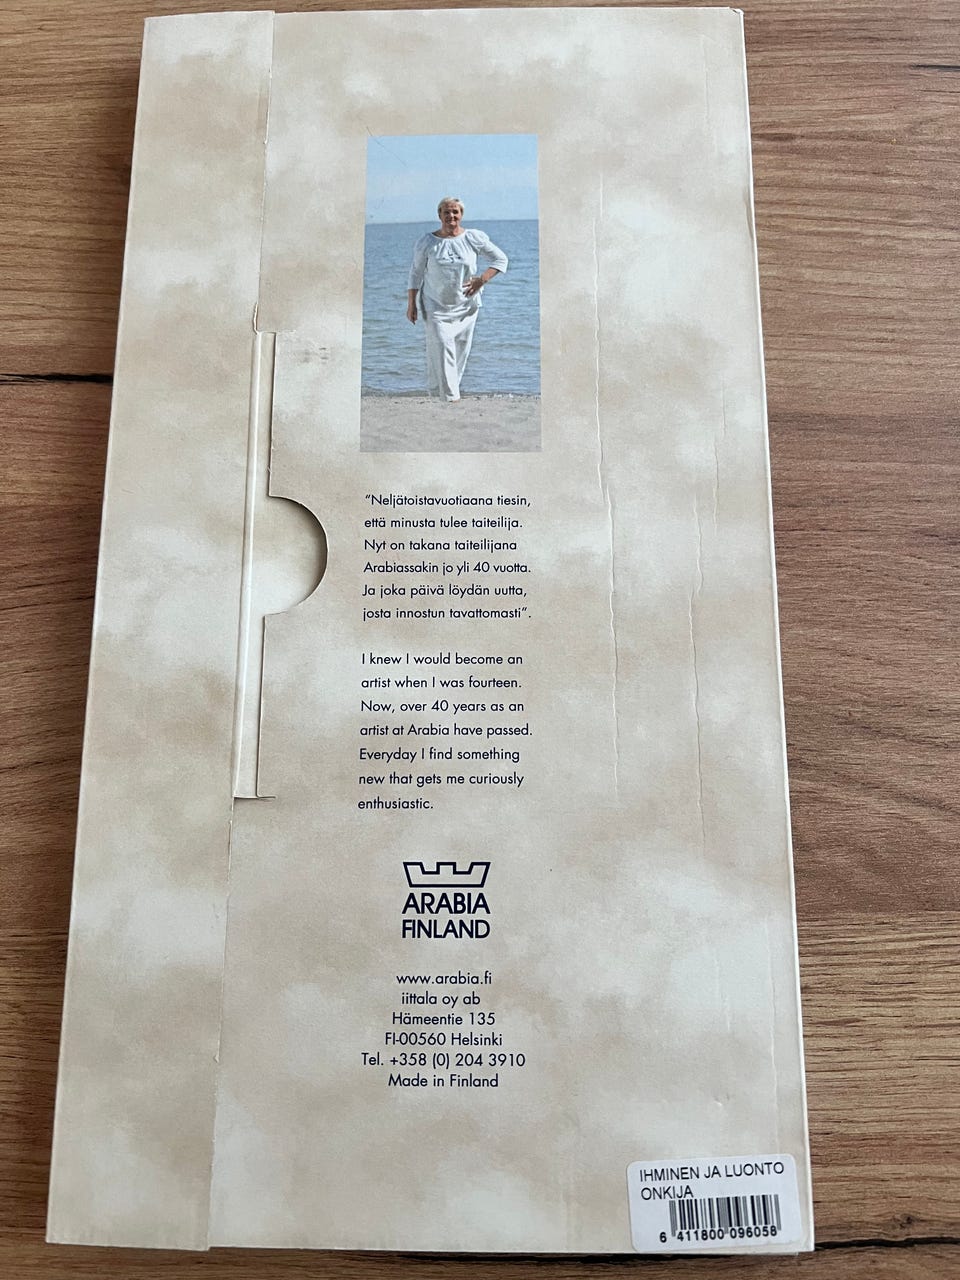 “Neljätoistavuotiaana tiesin,
että minusta tulee taiteilija.
Nyt on takana taiteilijana
Arabiassakin jo yli 40 vuotta.
Ja joka päivä löydän uutta,
josta innostun tavattomasti”.
I knew I would become an
artist when I was fourteen.
Now, over 40 years as an
artist at Arabia have passed.
Everyday I find something
new that gets me curiously
enthusiastic.
ARABIA
FINLAND
www.arabia.fi
iittala oy ab
Hämeentie 135
FI-00560 Helsinki
Tel. +358 (0) 204 3910
Made in Finland
IHMINEN JA LUONTO
ONKIJA
6 411800 096058